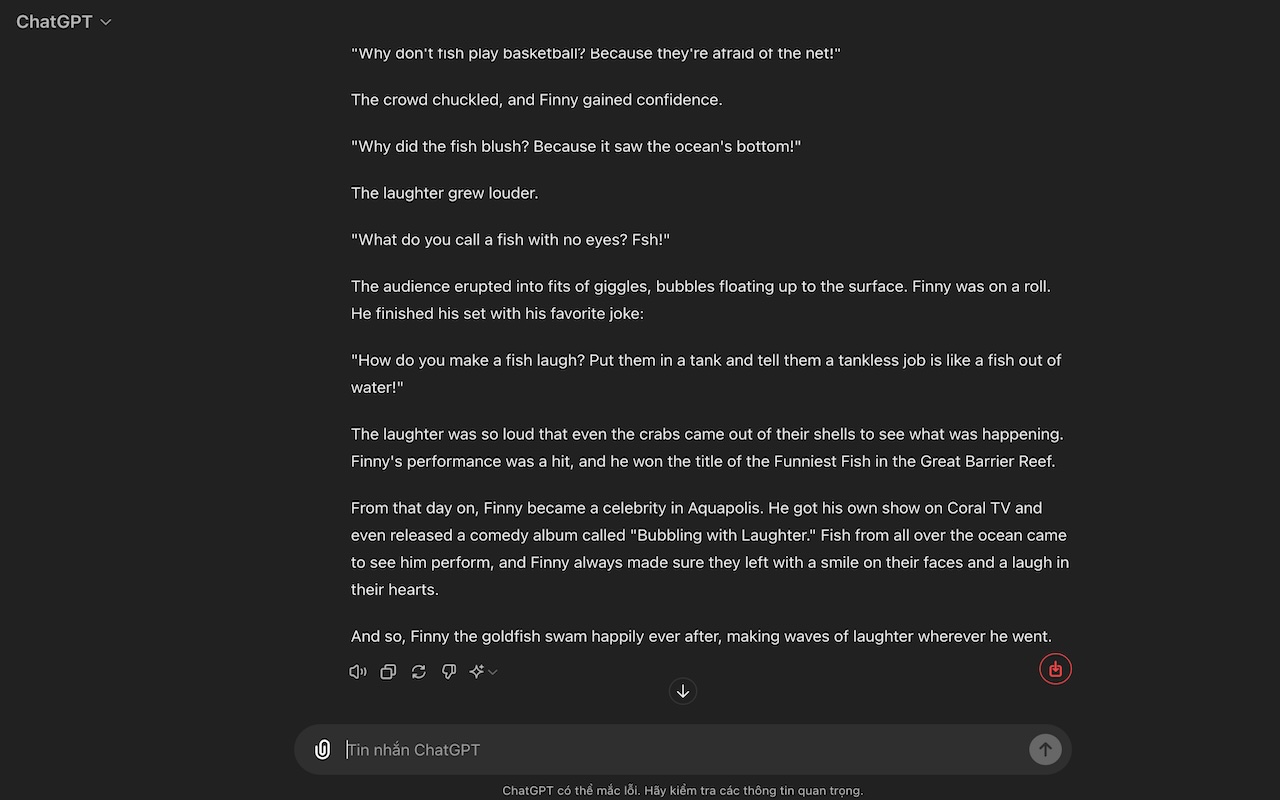 ChatGPT
"Why don't fish play basketball? Because they're afraid of the net!"
The crowd chuckled, and Finny gained confidence.
"Why did the fish blush? Because it saw the ocean's bottom!"
The laughter grew louder.
"What do you call a fish with no eyes? Fsh!"
The audience erupted into fits of giggles, bubbles floating up to the surface. Finny was on a roll.
He finished his set with his favorite joke:
"How do you make a fish laugh? Put them in a tank and tell them a tankless job is like a fish out of
water!"
The laughter was so loud that even the crabs came out of their shells to see what was happening.
Finny's performance was a hit, and he won the title of the Funniest Fish in the Great Barrier Reef.
From that day on, Finny became a celebrity in Aquapolis. He got his own show on Coral TV and
even released a comedy album called "Bubbling with Laughter." Fish from all over the ocean came
to see him perform, and Finny always made sure they left with a smile on their faces and a laugh in
their hearts.
And so, Finny the goldfish swam happily ever after, making waves of laughter wherever he went.
Tin nhắn ChatGPT
ChatGPT có thể mắc lỗi. Hãy kiểm tra các thông tin quan trọng.